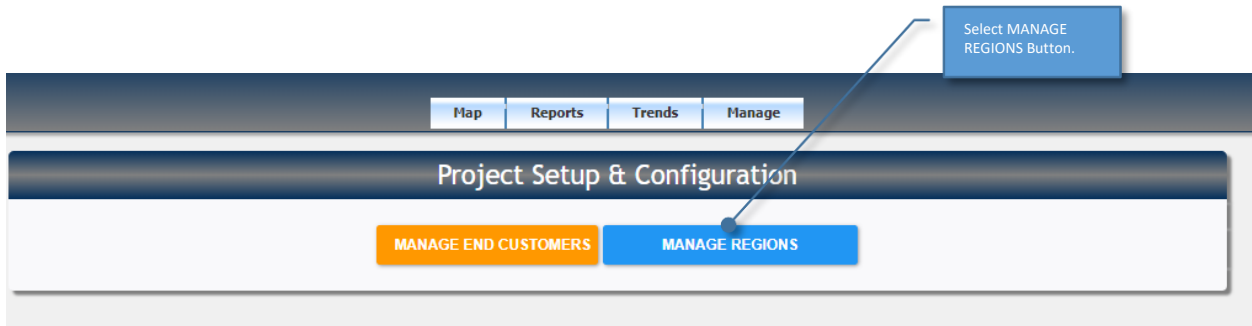 Select MANAGE
REGIONS Button.
Map Reports Trends Manage
Project Setup & Configuration
MANAGE END CUSTOMERS MANAGE REGIONS